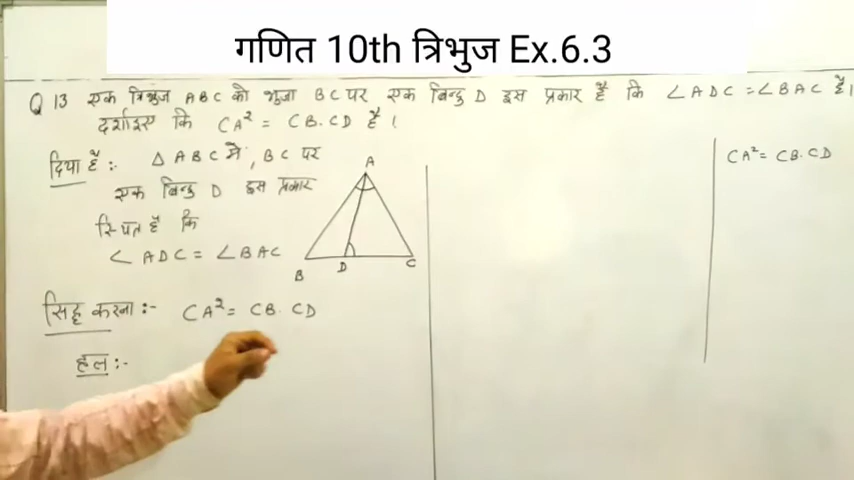 गणित 10th त्रिभुज Ex.6.3
Q 13 एक त्रिभुज ABC की भुजा BC पर एक बिन्दु D इस प्रकार है कि ∠ADC = ∠BAC है।
दर्शाइए कि CA² = CB. CD है।
दिया है :- △ ABC में, BC पर
एक बिन्दु D इस प्रकार
स्थित है कि
∠ ADC = ∠BAC
A
B
D
C
सिद्ध करना :- CA² = CB. CD
हल :-
CA² = CB. CD